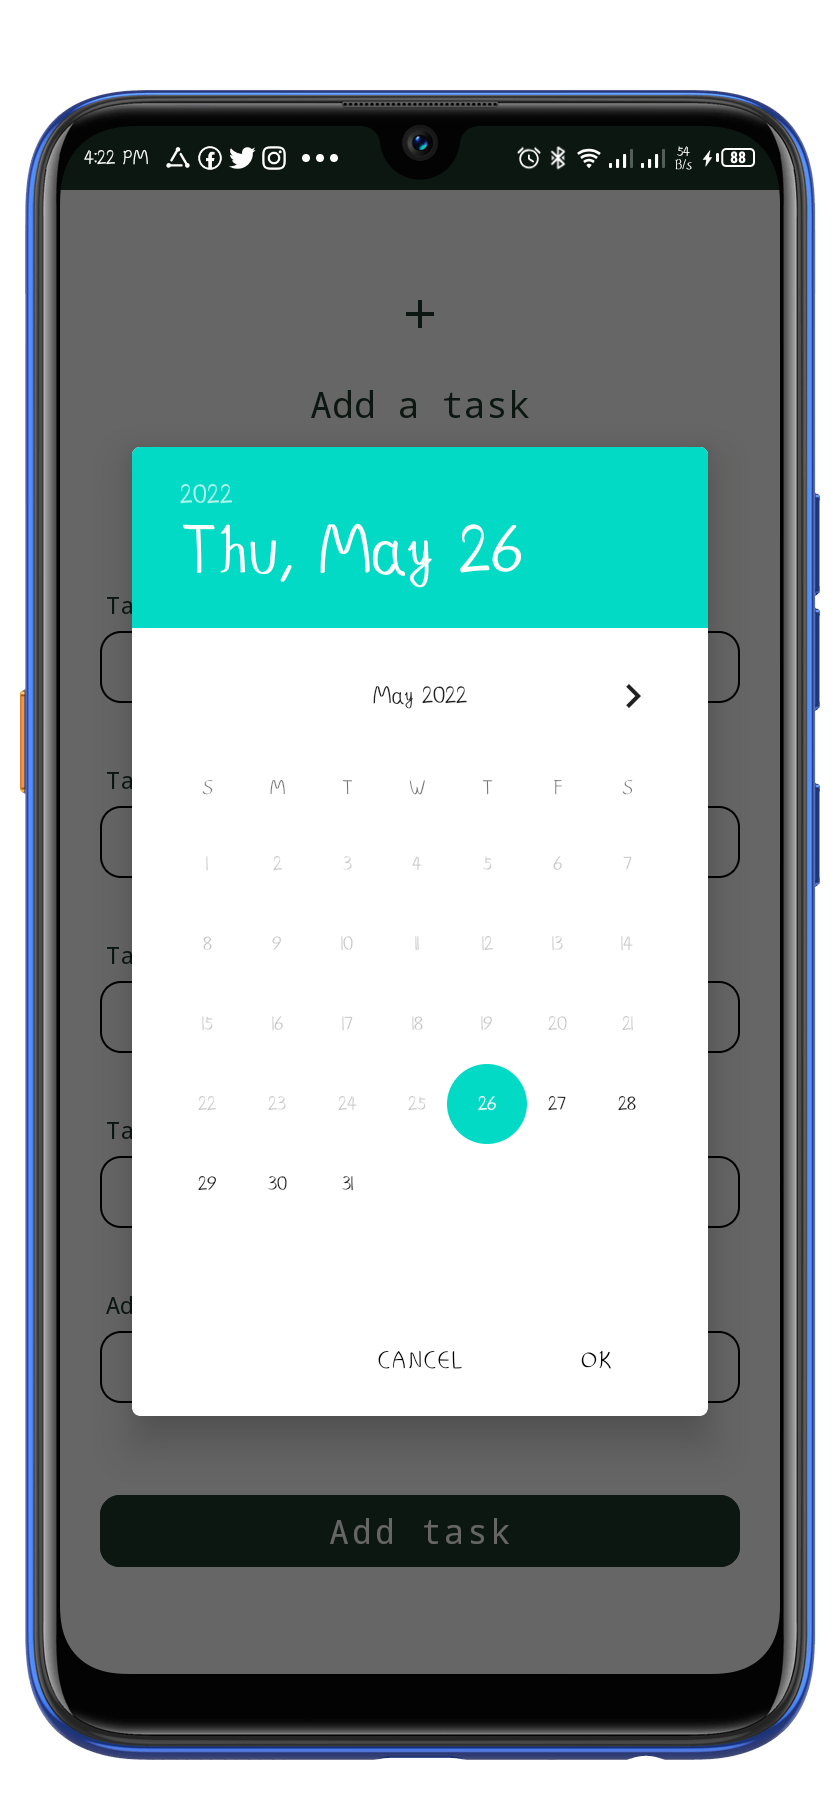 4:22 PM
54
B/s
88
Add a task
2022
Thu, May 26
Ta
May 2022
S M T W T F S
Ta
1 2 3 4 5 6 7
8 9 10 11 12 13 14
Ta
15 16 17 18 19 20 21
22 23 24 25 26 27 28
Ta
29 30 31
Ad
CANCEL OK
Add task